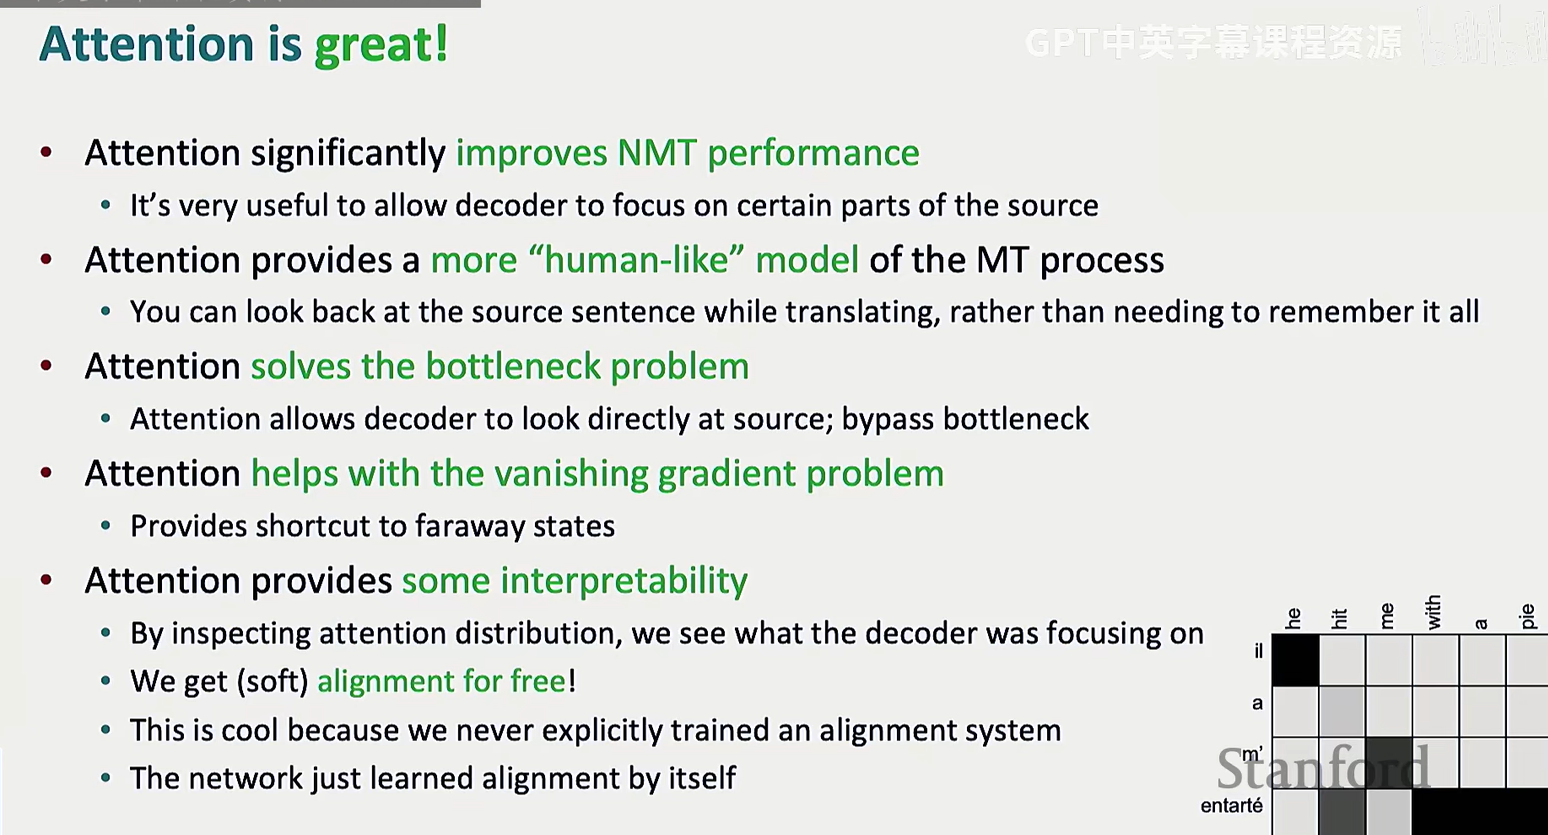 Attention is great!
GPT中英字幕课程资源
• Attention significantly improves NMT performance
• It’s very useful to allow decoder to focus on certain parts of the source
• Attention provides a more “human-like” model of the MT process
• You can look back at the source sentence while translating, rather than needing to remember it all
• Attention solves the bottleneck problem
• Attention allows decoder to look directly at source; bypass bottleneck
• Attention helps with the vanishing gradient problem
• Provides shortcut to faraway states
• Attention provides some interpretability
• By inspecting attention distribution, we see what the decoder was focusing on
• We get (soft) alignment for free!
• This is cool because we never explicitly trained an alignment system
• The network just learned alignment by itself
he hit me with a pie
il
a
m’
entarté
Stanford